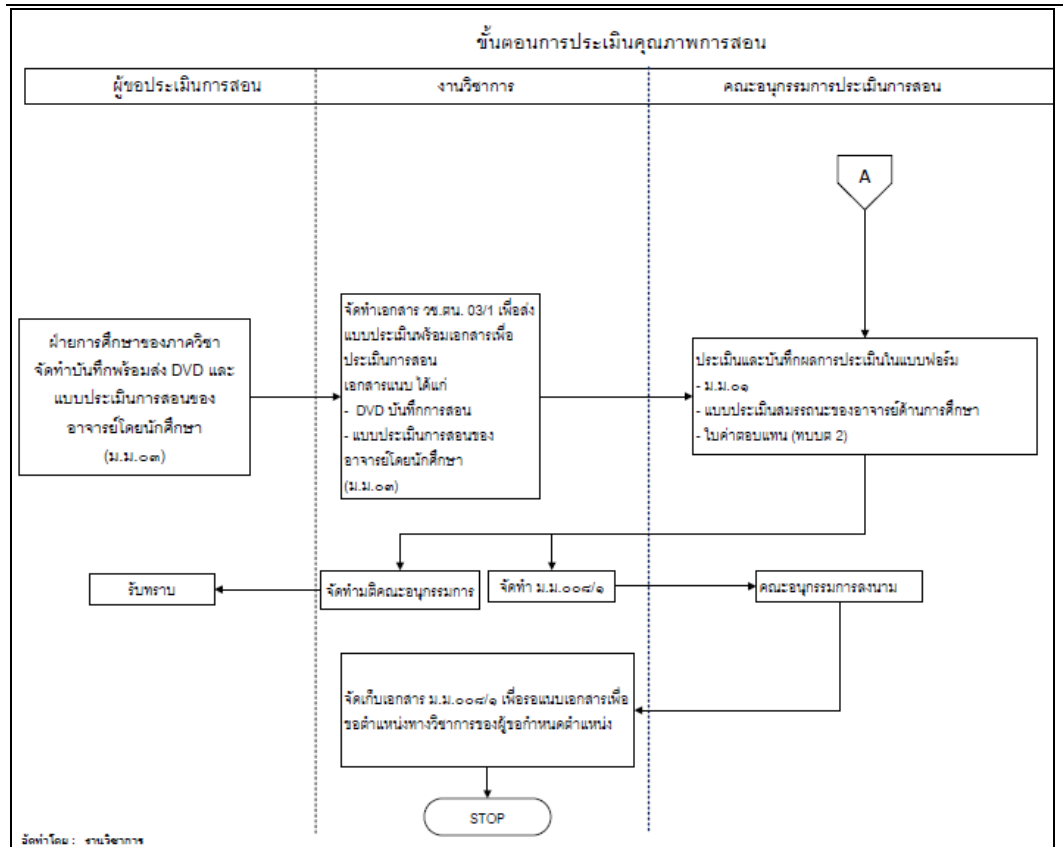 ขั้นตอนการประเมินคุณภาพการสอน
ผู้ขอประเมินการสอน
งานวิชาการ
คณะอนุกรรมการประเมินการสอน
A
ฝ่ายการศึกษาของภาควิชา
จัดทำบันทึกพร้อมส่ง DVD และ
แบบประเมินการสอนของ
อาจารย์โดยนักศึกษา
(ม.ม.๐๓)
จัดทำเอกสาร วช.ศน. 03/1 เพื่อส่ง
แบบประเมินพร้อมเอกสารเพื่อ
ประเมินการสอน
เอกสารแนบ ได้แก่
- DVD บันทึกการสอน
- แบบประเมินการสอนของ
อาจารย์โดยนักศึกษา
(ม.ม.๐๓)
ประเมินและบันทึกผลการประเมินในแบบฟอร์ม
- ม.ม.๐๑
- แบบประเมินสมรรถนะของอาจารย์ด้านการศึกษา
- ใบค่าตอบแทน (ทบบต 2)
รับทราบ
จัดทำมติคณะอนุกรรมการ
จัดทำ ม.ม.๐๐๘/๑
คณะอนุกรรมการลงนาม
จัดเก็บเอกสาร ม.ม.๐๐๘/๑ เพื่อรอแนบเอกสารเพื่อ
ขอตำแหน่งทางวิชาการของผู้ขอกำหนดตำแหน่ง
STOP
จัดทำโดย : งานวิชาการ